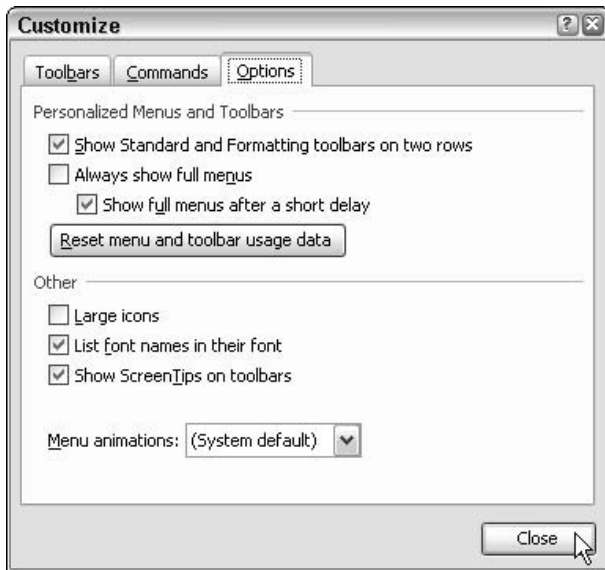 Customize
Toolbars Commands Options
Personalized Menus and Toolbars
Show Standard and Formatting toolbars on two rows
Always show full menus
Show full menus after a short delay
Reset menu and toolbar usage data
Other
Large icons
List font names in their font
Show ScreenTips on toolbars
Menu animations: (System default)
Close